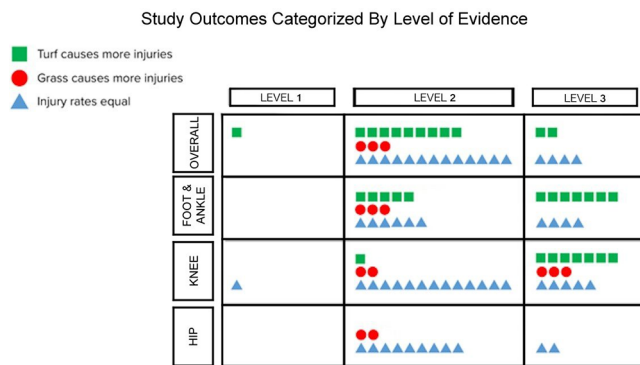 Study Outcomes Categorized By Level of Evidence
Turf causes more injuries
Grass causes more injuries
Injury rates equal
LEVEL 1
LEVEL 2
LEVEL 3
OVERALL
FOOT &
ANKLE
KNEE
HIP